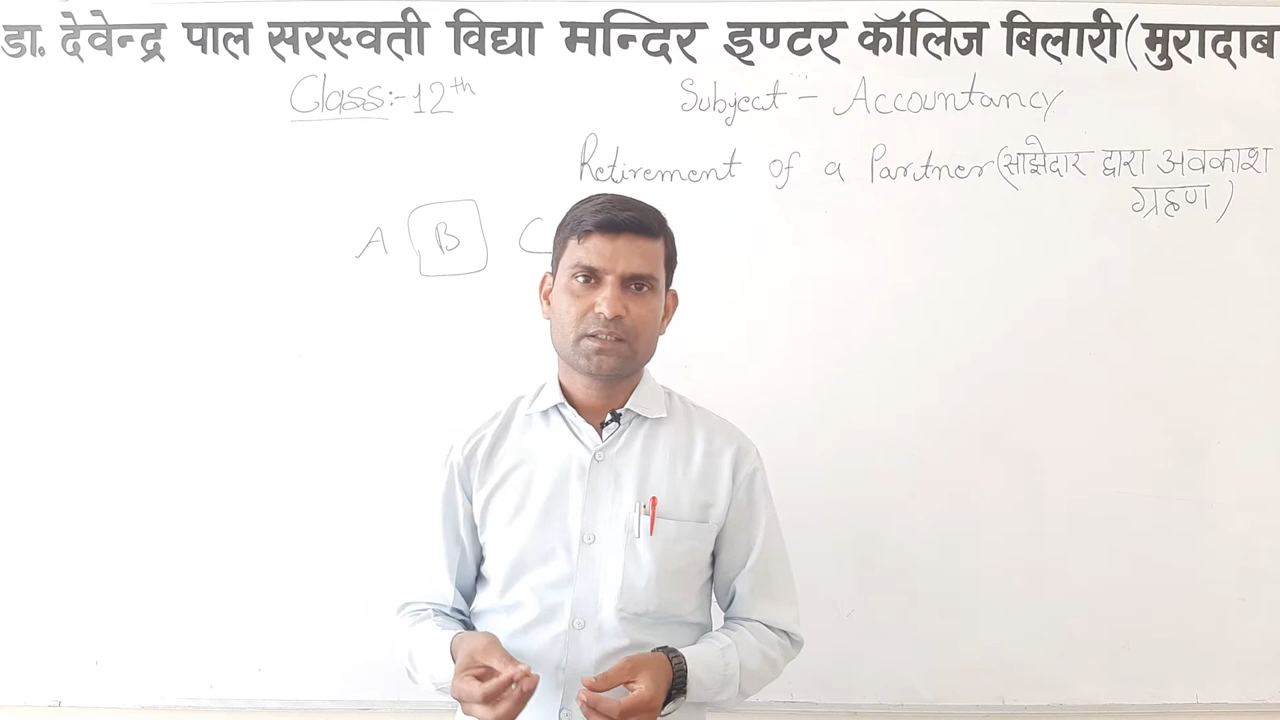 डा. देवेन्द्र पाल सरस्वती विद्या मन्दिर इण्टर कॉलिज बिलारी(मुरादाब
Class:-12th Subject - Accountancy
Retirement of a Partner(साझेदार द्वारा अवकाश
ग्रहण)
A B C